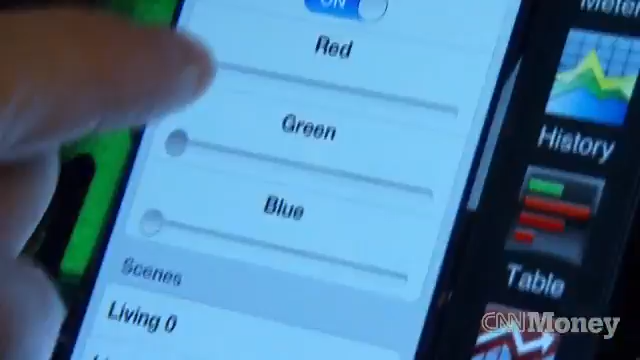 ON
Red
Green
Blue
Scenes
Living 0
History
Table
CNNMoney